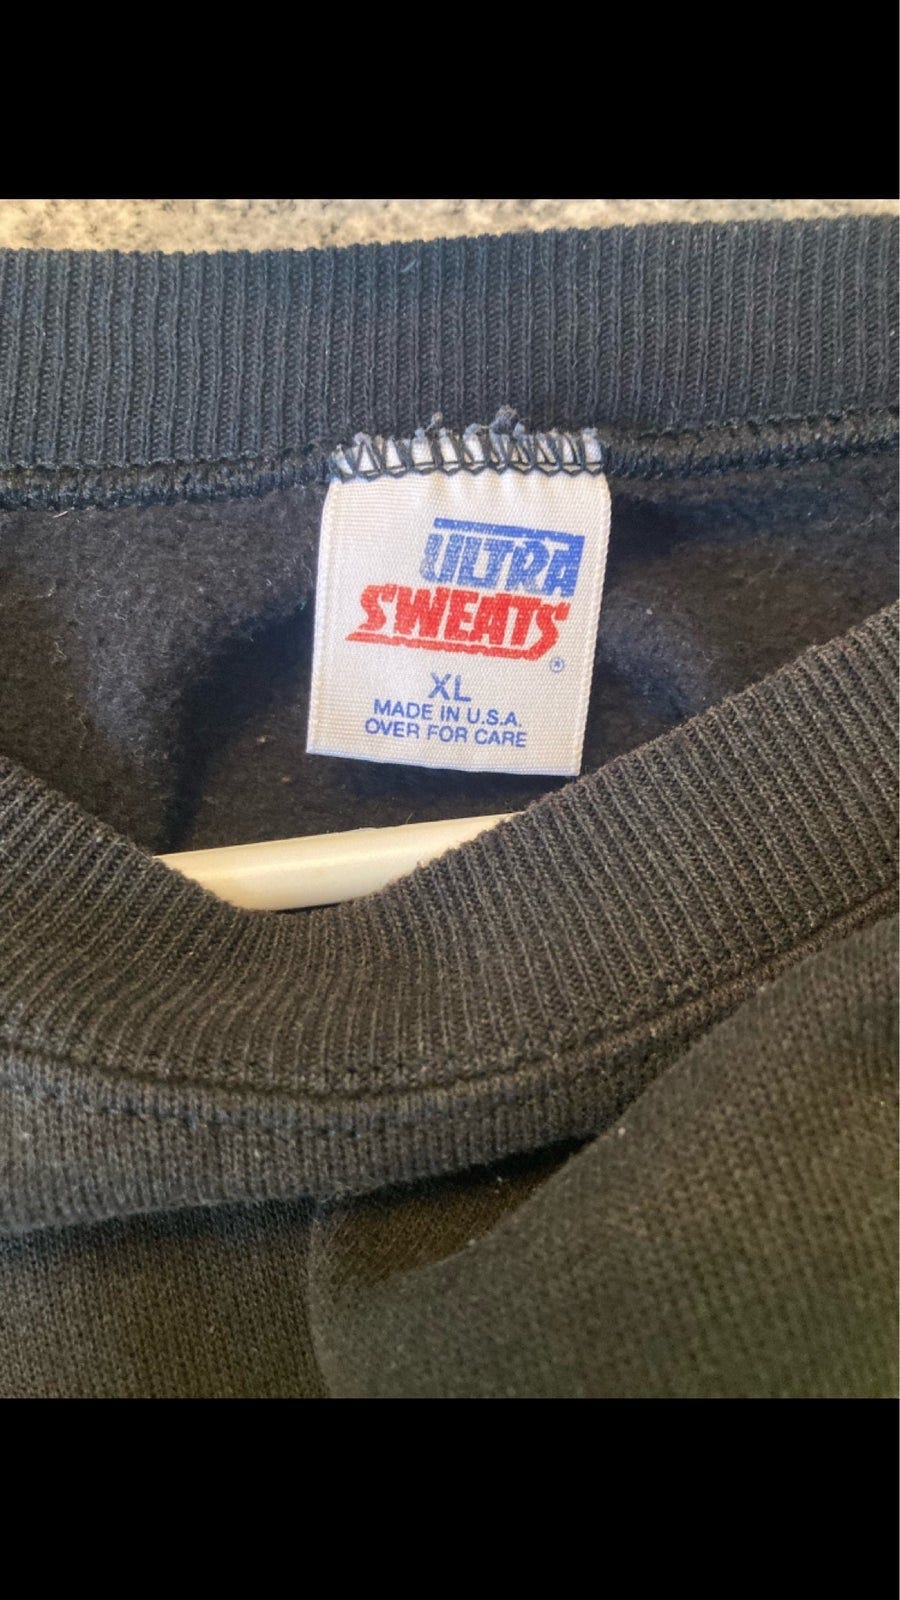 ULTRA
SWEATS
®
XL
MADE IN U.S.A.
OVER FOR CARE